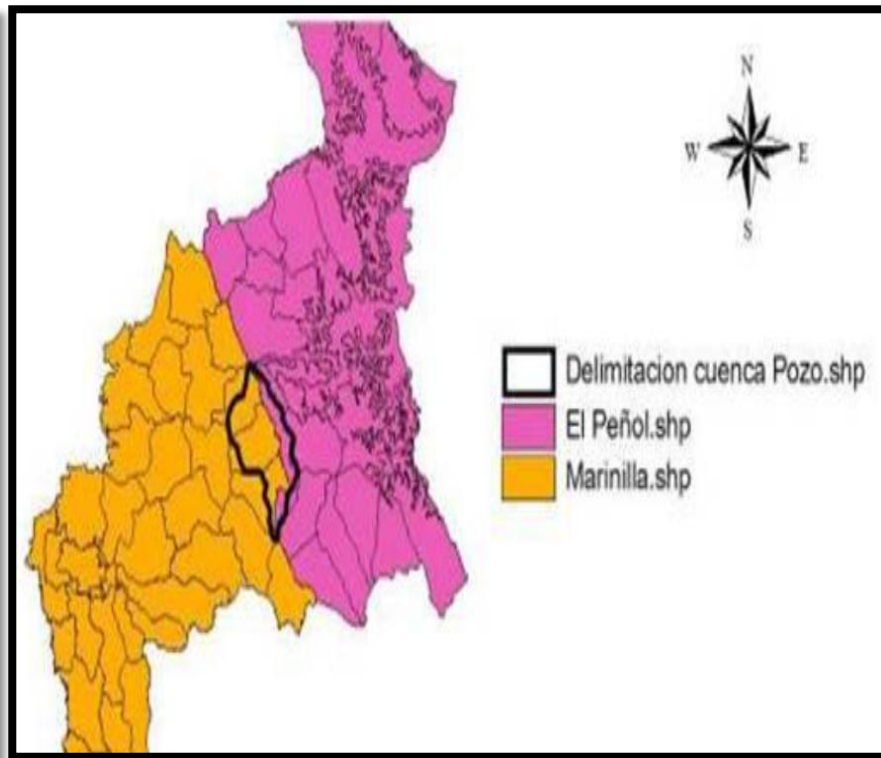 N
W E
S
Delimitacion cuenca Pozo.shp
El Peñol.shp
Marinilla.shp